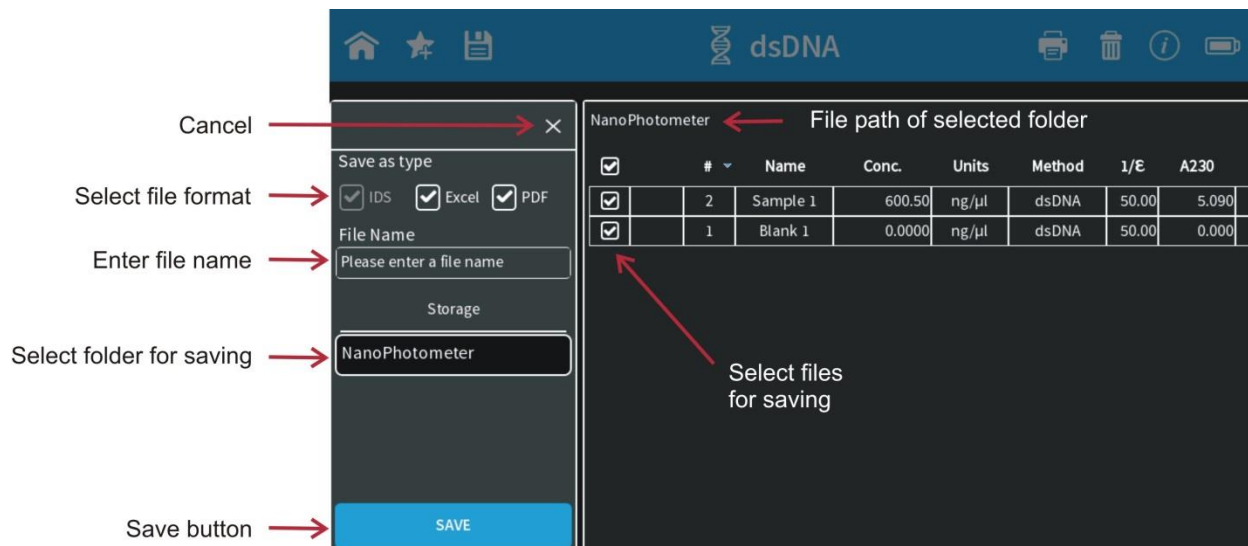 dsDNA
Cancel
Save as type
Select file format
IDS Excel PDF
File Name
Enter file name
Please enter a file name
Storage
Select folder for saving
NanoPhotometer
Save button
SAVE
NanoPhotometer File path of selected folder
# Name Conc. Units Method 1/ε A230
2 Sample 1 600.50 ng/µl dsDNA 50.00 5.090
1 Blank 1 0.0000 ng/µl dsDNA 50.00 0.000
Select files
for saving